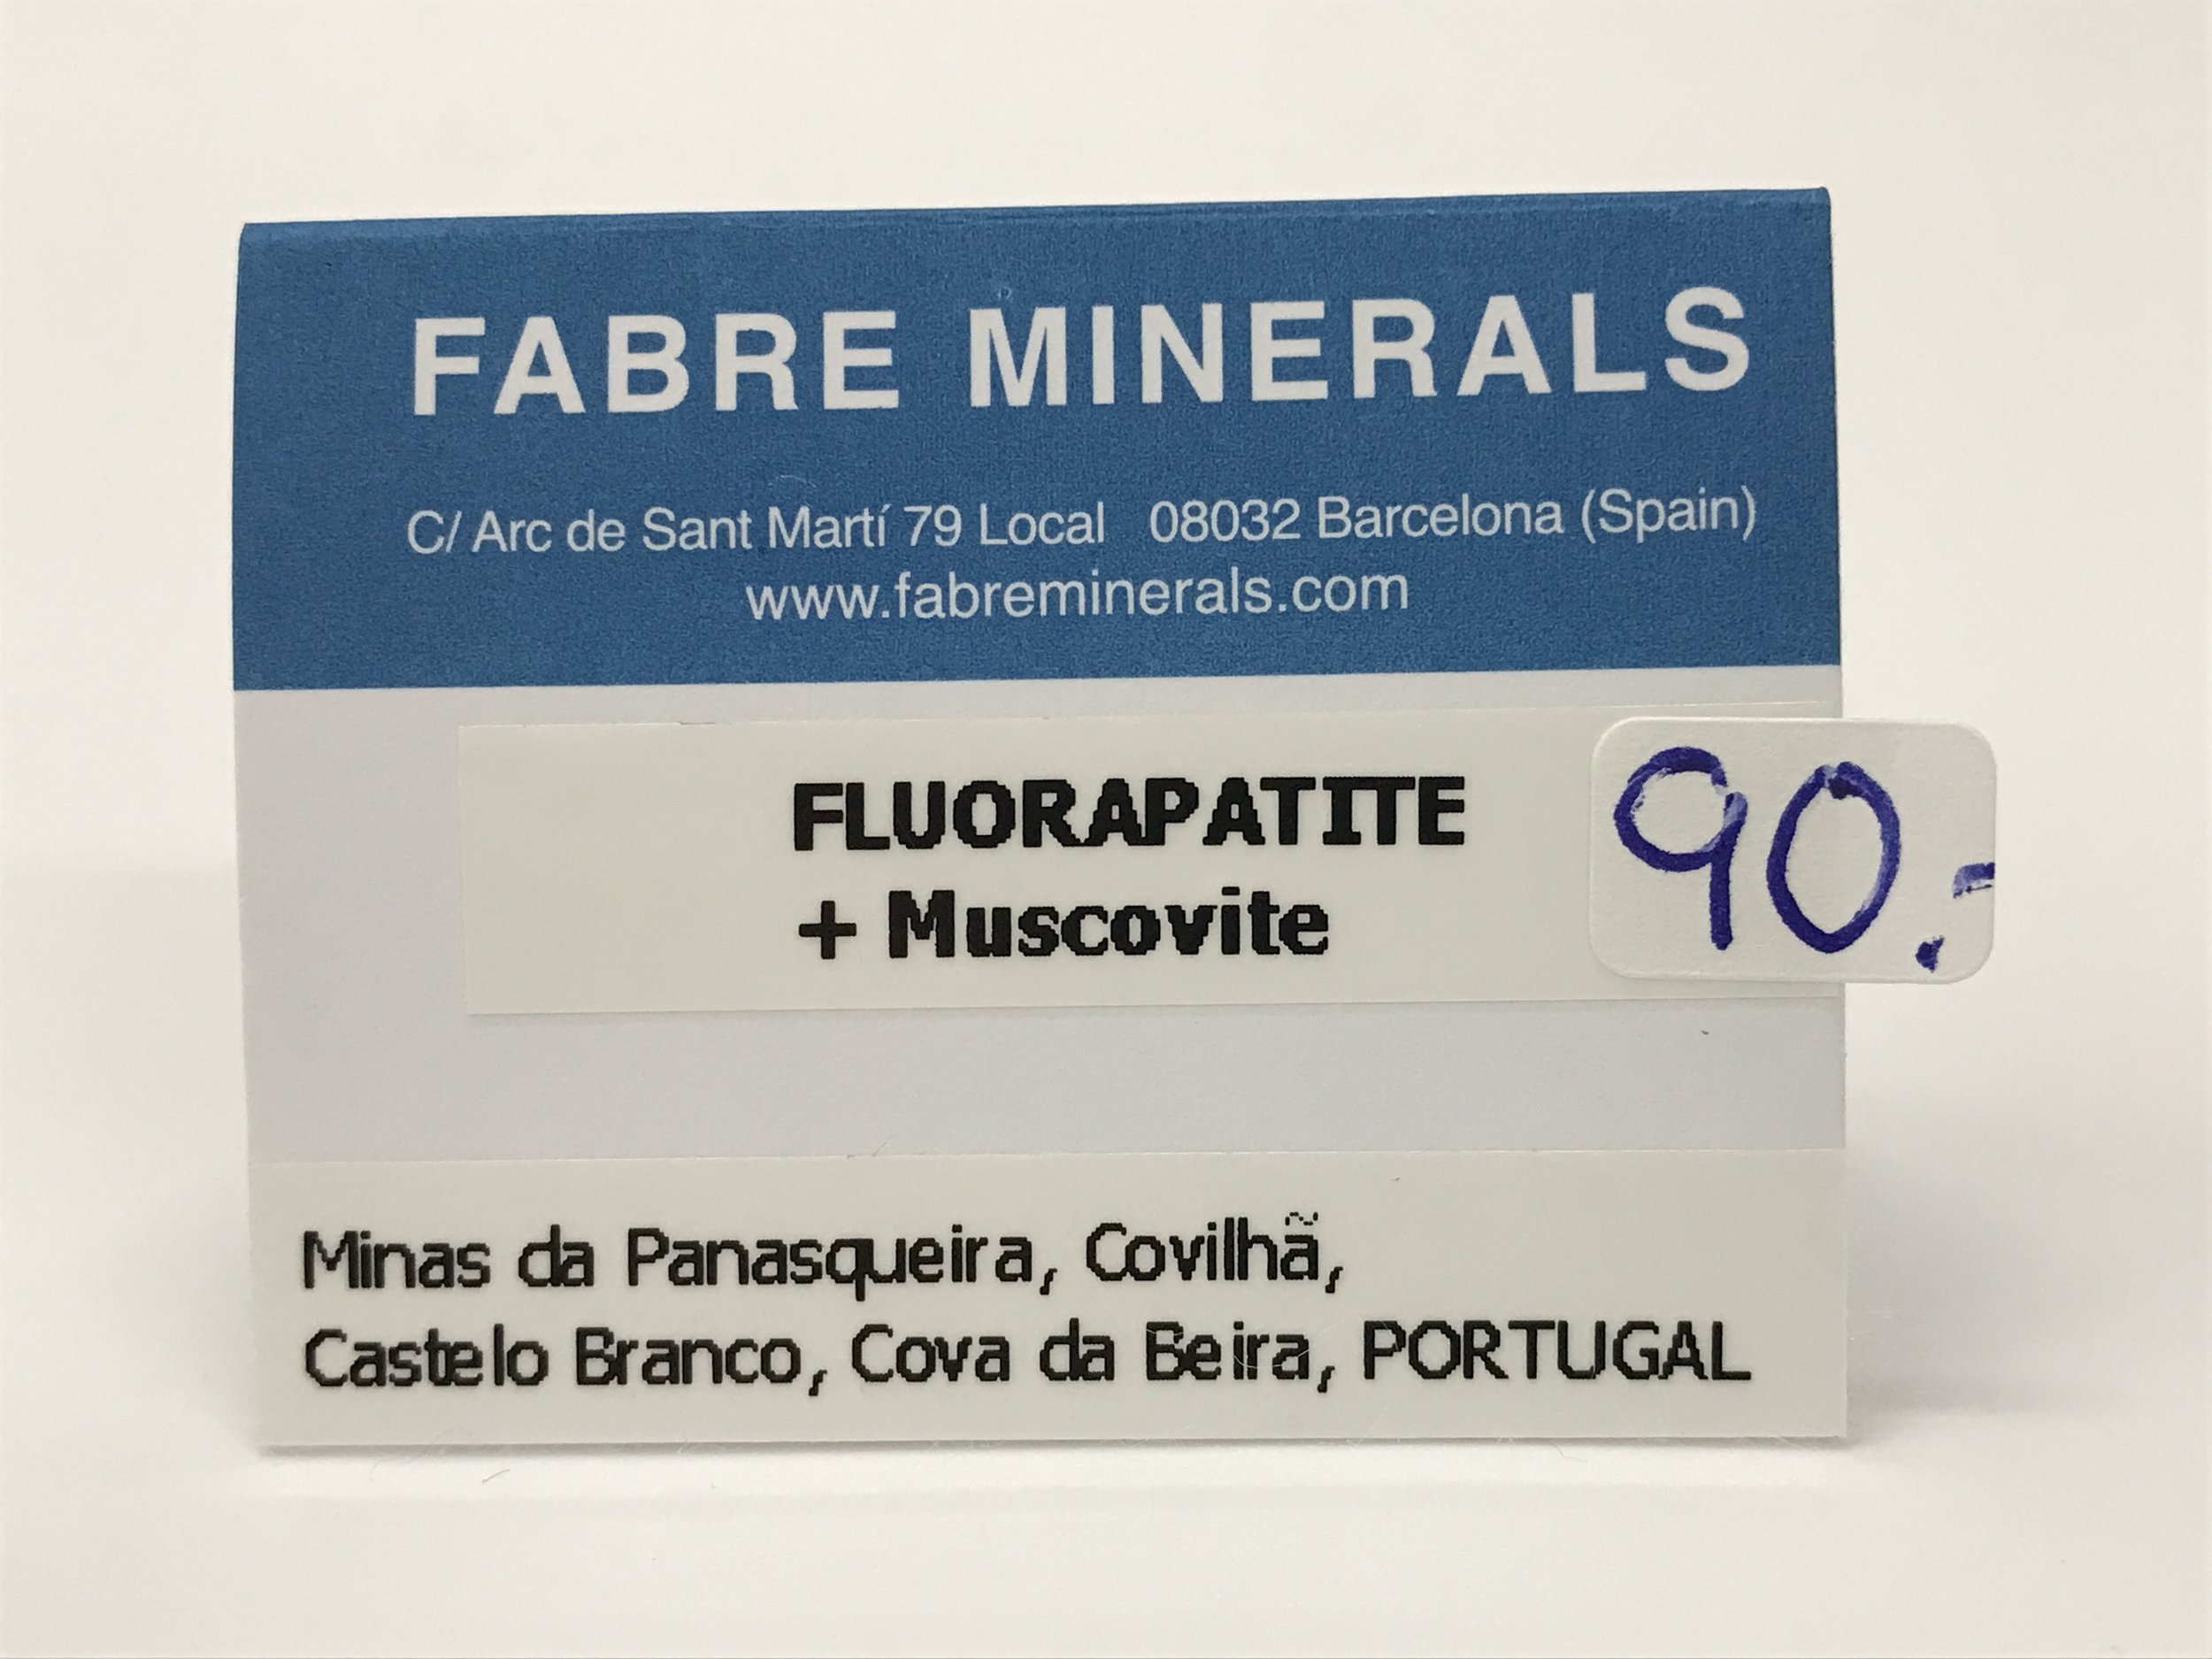 FABRE MINERALS
C/ Arc de Sant Martí 79 Local 08032 Barcelona (Spain)
www.fabreminerals.com
FLUORAPATITE
+ Muscovite
90.-
Minas da Panasqueira, Covilhã,
Castelo Branco, Cova da Beira, PORTUGAL